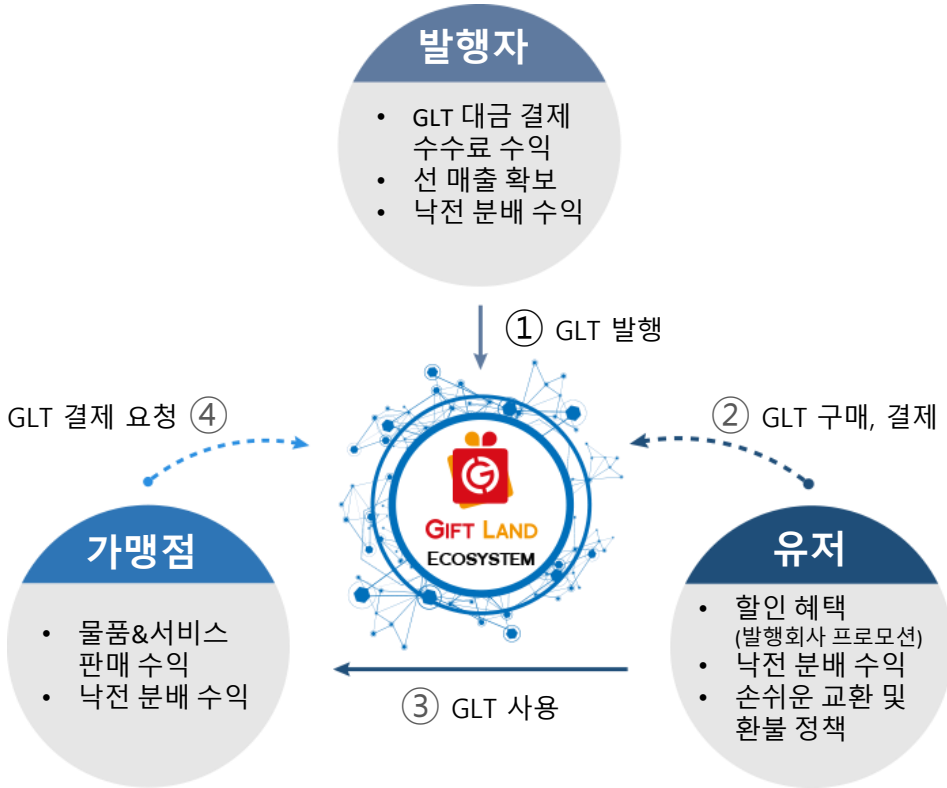 발행자
• GLT 대금 결제
수수료 수익
• 선 매출 확보
• 낙전 분배 수익
① GLT 발행
GLT 결제 요청 ④
② GLT 구매, 결제
GIFT LAND
ECOSYSTEM
가맹점
• 물품&서비스
판매 수익
• 낙전 분배 수익
유저
• 할인 혜택
(발행회사 프로모션)
• 낙전 분배 수익
• 손쉬운 교환 및
환불 정책
③ GLT 사용